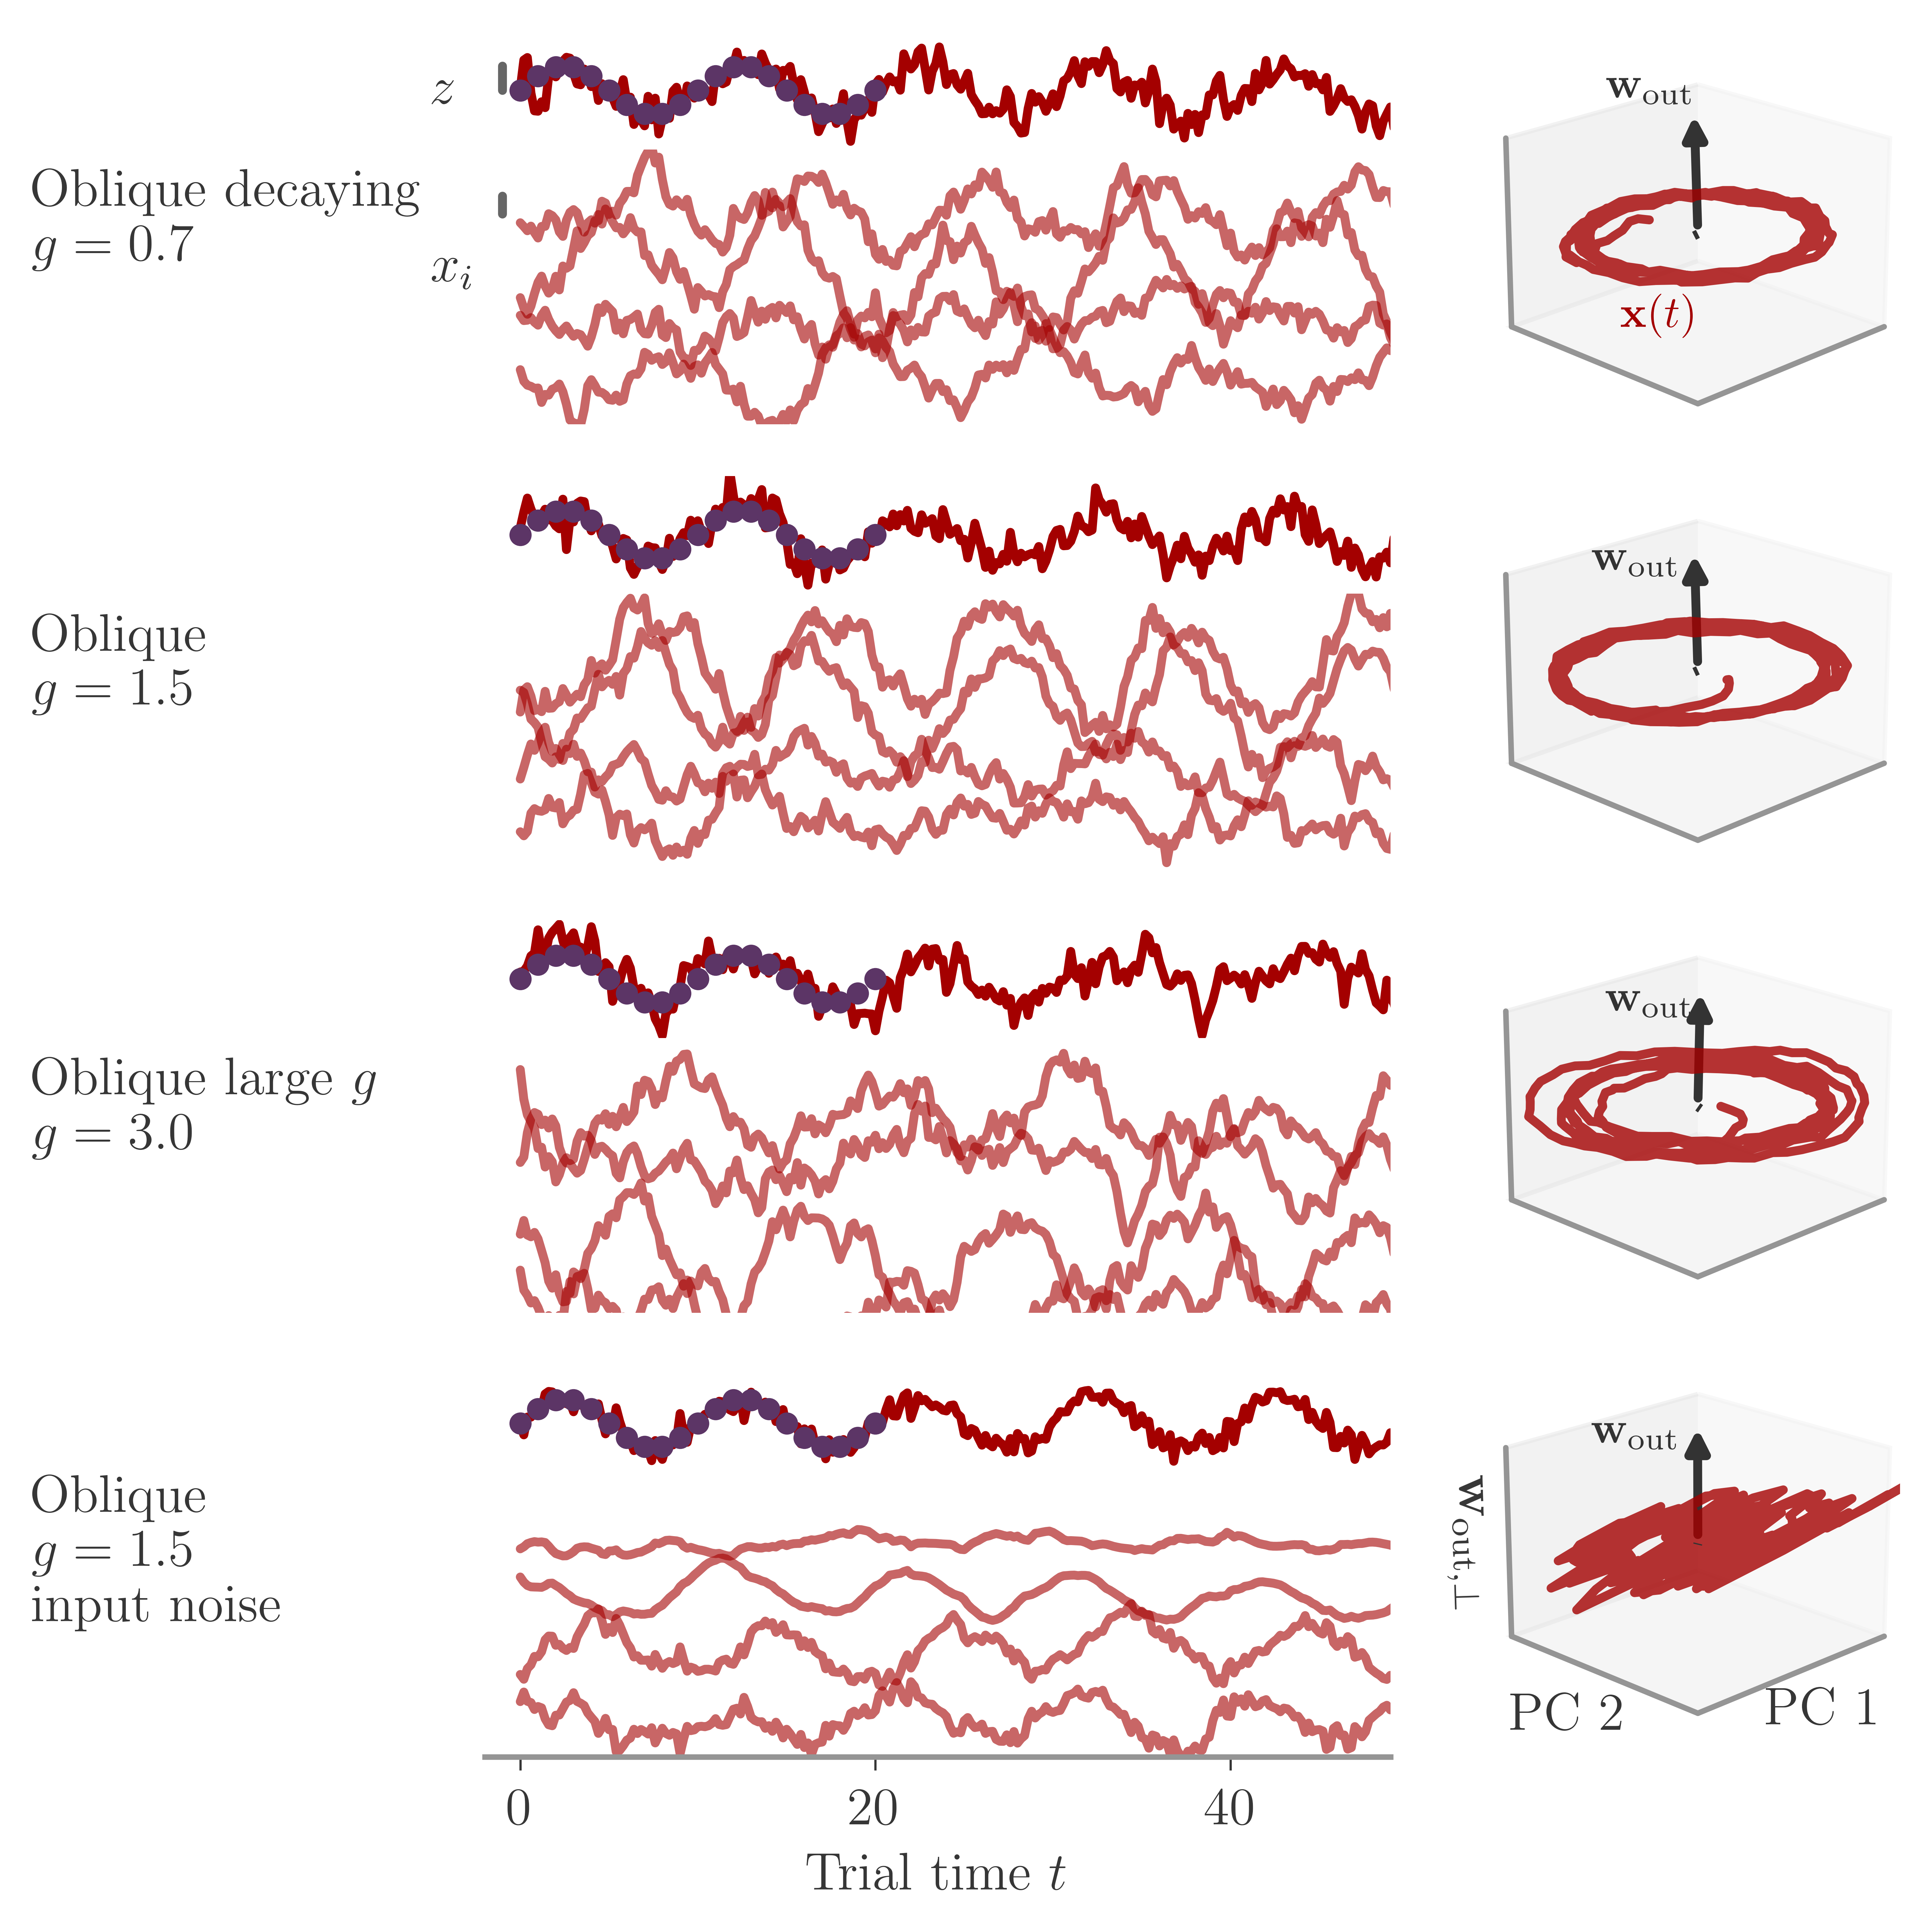 z
w_out
Oblique decaying
g = 0.7
x_i
x(t)
w_out
Oblique
g = 1.5
w_out
Oblique large g
g = 3.0
w_out
Oblique
g = 1.5
input noise
w_out,⊥
PC 2
PC 1
0 20 40
Trial time t